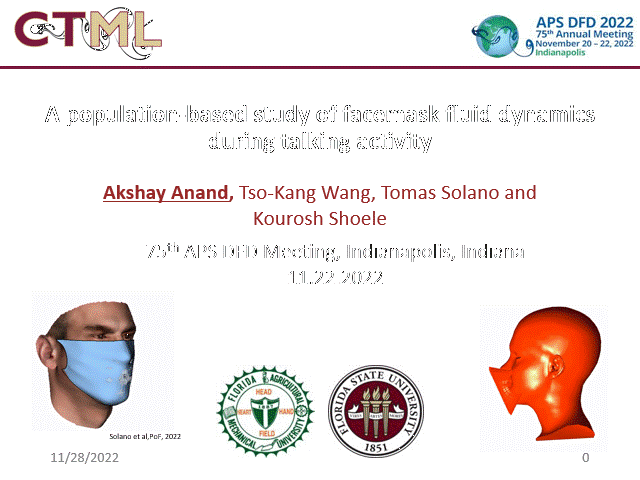 CTML
APS DFD 2022
75th Annual Meeting
November 20 – 22, 2022
Indianapolis
A population-based study of facemask fluid dynamics
during talking activity
Akshay Anand, Tso-Kang Wang, Tomas Solano and
Kourosh Shoele
75th APS DFD Meeting, Indianapolis, Indiana
11.22.2022
Solano et al,PoF, 2022
FLORIDA AGRICULTURAL
AND MECHANICAL UNIVERSITY
HEAD
HEART HAND
FIELD
FLORIDA STATE UNIVERSITY
1851
11/28/2022
0